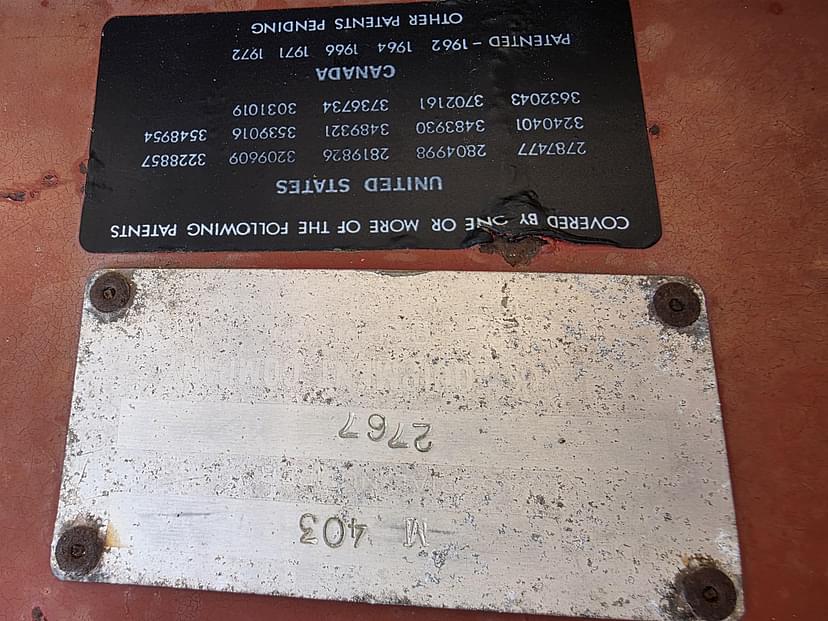 M 403
2767
COVERED BY ONE OR MORE OF THE FOLLOWING PATENTS
UNITED STATES
2787477 2804998 2819826 3209609 3228857
3240401 3483930 3489321 3539016 3548954
3632043 3702161 3736734 3031019
CANADA
PATENTED – 1962 1964 1966 1971 1972
OTHER PATENTS PENDING